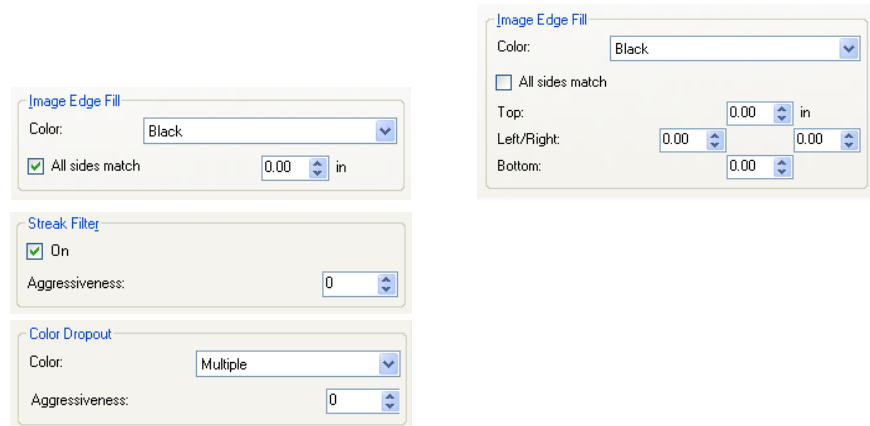 Image Edge Fill
Color: Black
All sides match 0.00 in
Streak Filter
On
Aggressiveness: 0
Color Dropout
Color: Multiple
Aggressiveness: 0
Image Edge Fill
Color: Black
All sides match
Top: 0.00 in
Left/Right: 0.00 0.00
Bottom: 0.00